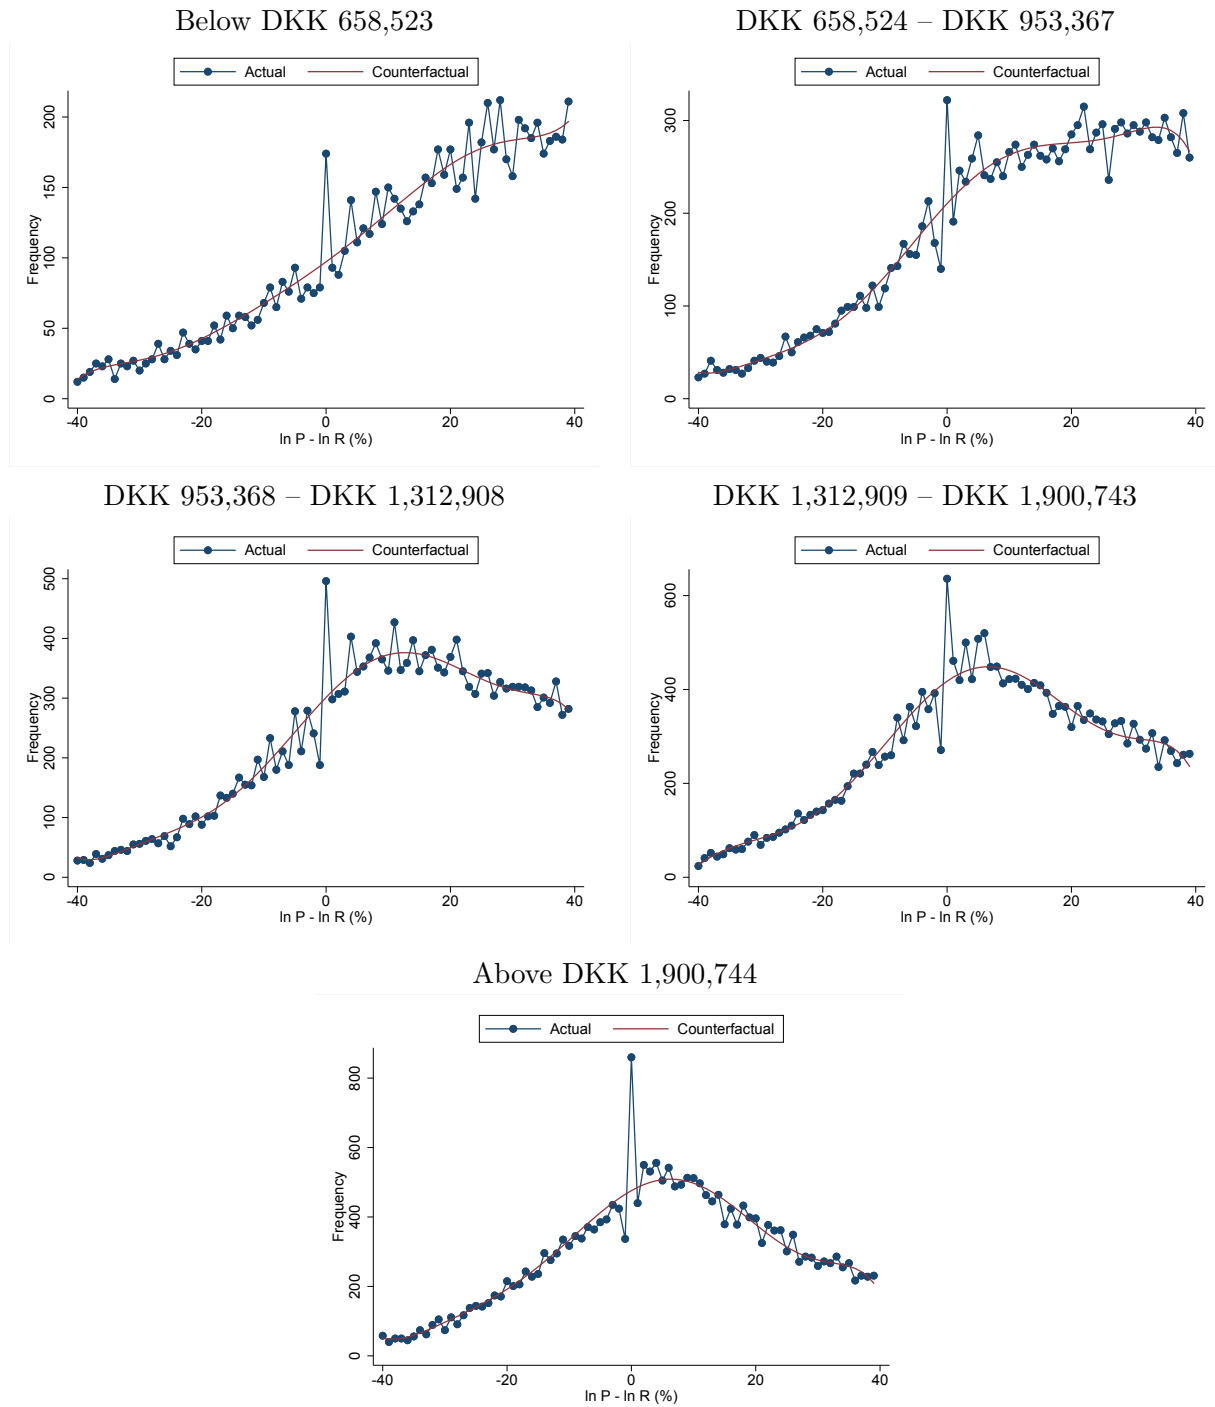 Below DKK 658,523
DKK 658,524 – DKK 953,367
Actual Counterfactual
Actual Counterfactual
Frequency
0 50 100 150 200
-40 -20 0 20 40
ln P - ln R (%)
Frequency
0 100 200 300
-40 -20 0 20 40
ln P - ln R (%)
DKK 953,368 – DKK 1,312,908
DKK 1,312,909 – DKK 1,900,743
Actual Counterfactual
Actual Counterfactual
Frequency
0 100 200 300 400 500
-40 -20 0 20 40
ln P - ln R (%)
Frequency
0 200 400 600
-40 -20 0 20 40
ln P - ln R (%)
Above DKK 1,900,744
Actual Counterfactual
Frequency
0 200 400 600 800
-40 -20 0 20 40
ln P - ln R (%)